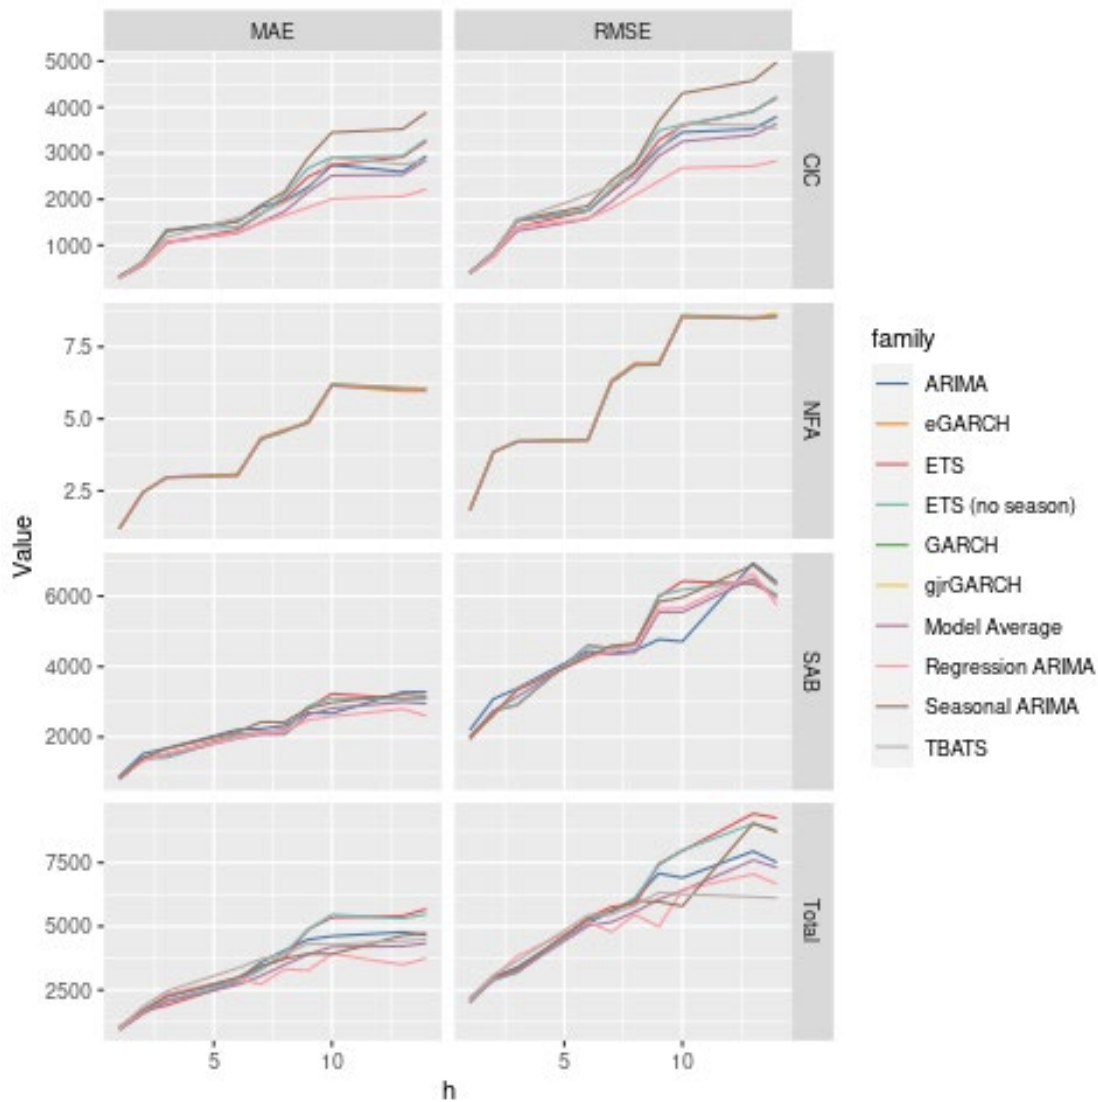 MAE
RMSE
5000
4000
3000
2000
1000
CIC
7.5
5.0
2.5
NFA
6000
4000
2000
SAB
7500
5000
2500
Total
5
10
5
10
h
Value
family
ARIMA
eGARCH
ETS
ETS (no season)
GARCH
gjrGARCH
Model Average
Regression ARIMA
Seasonal ARIMA
TBATS